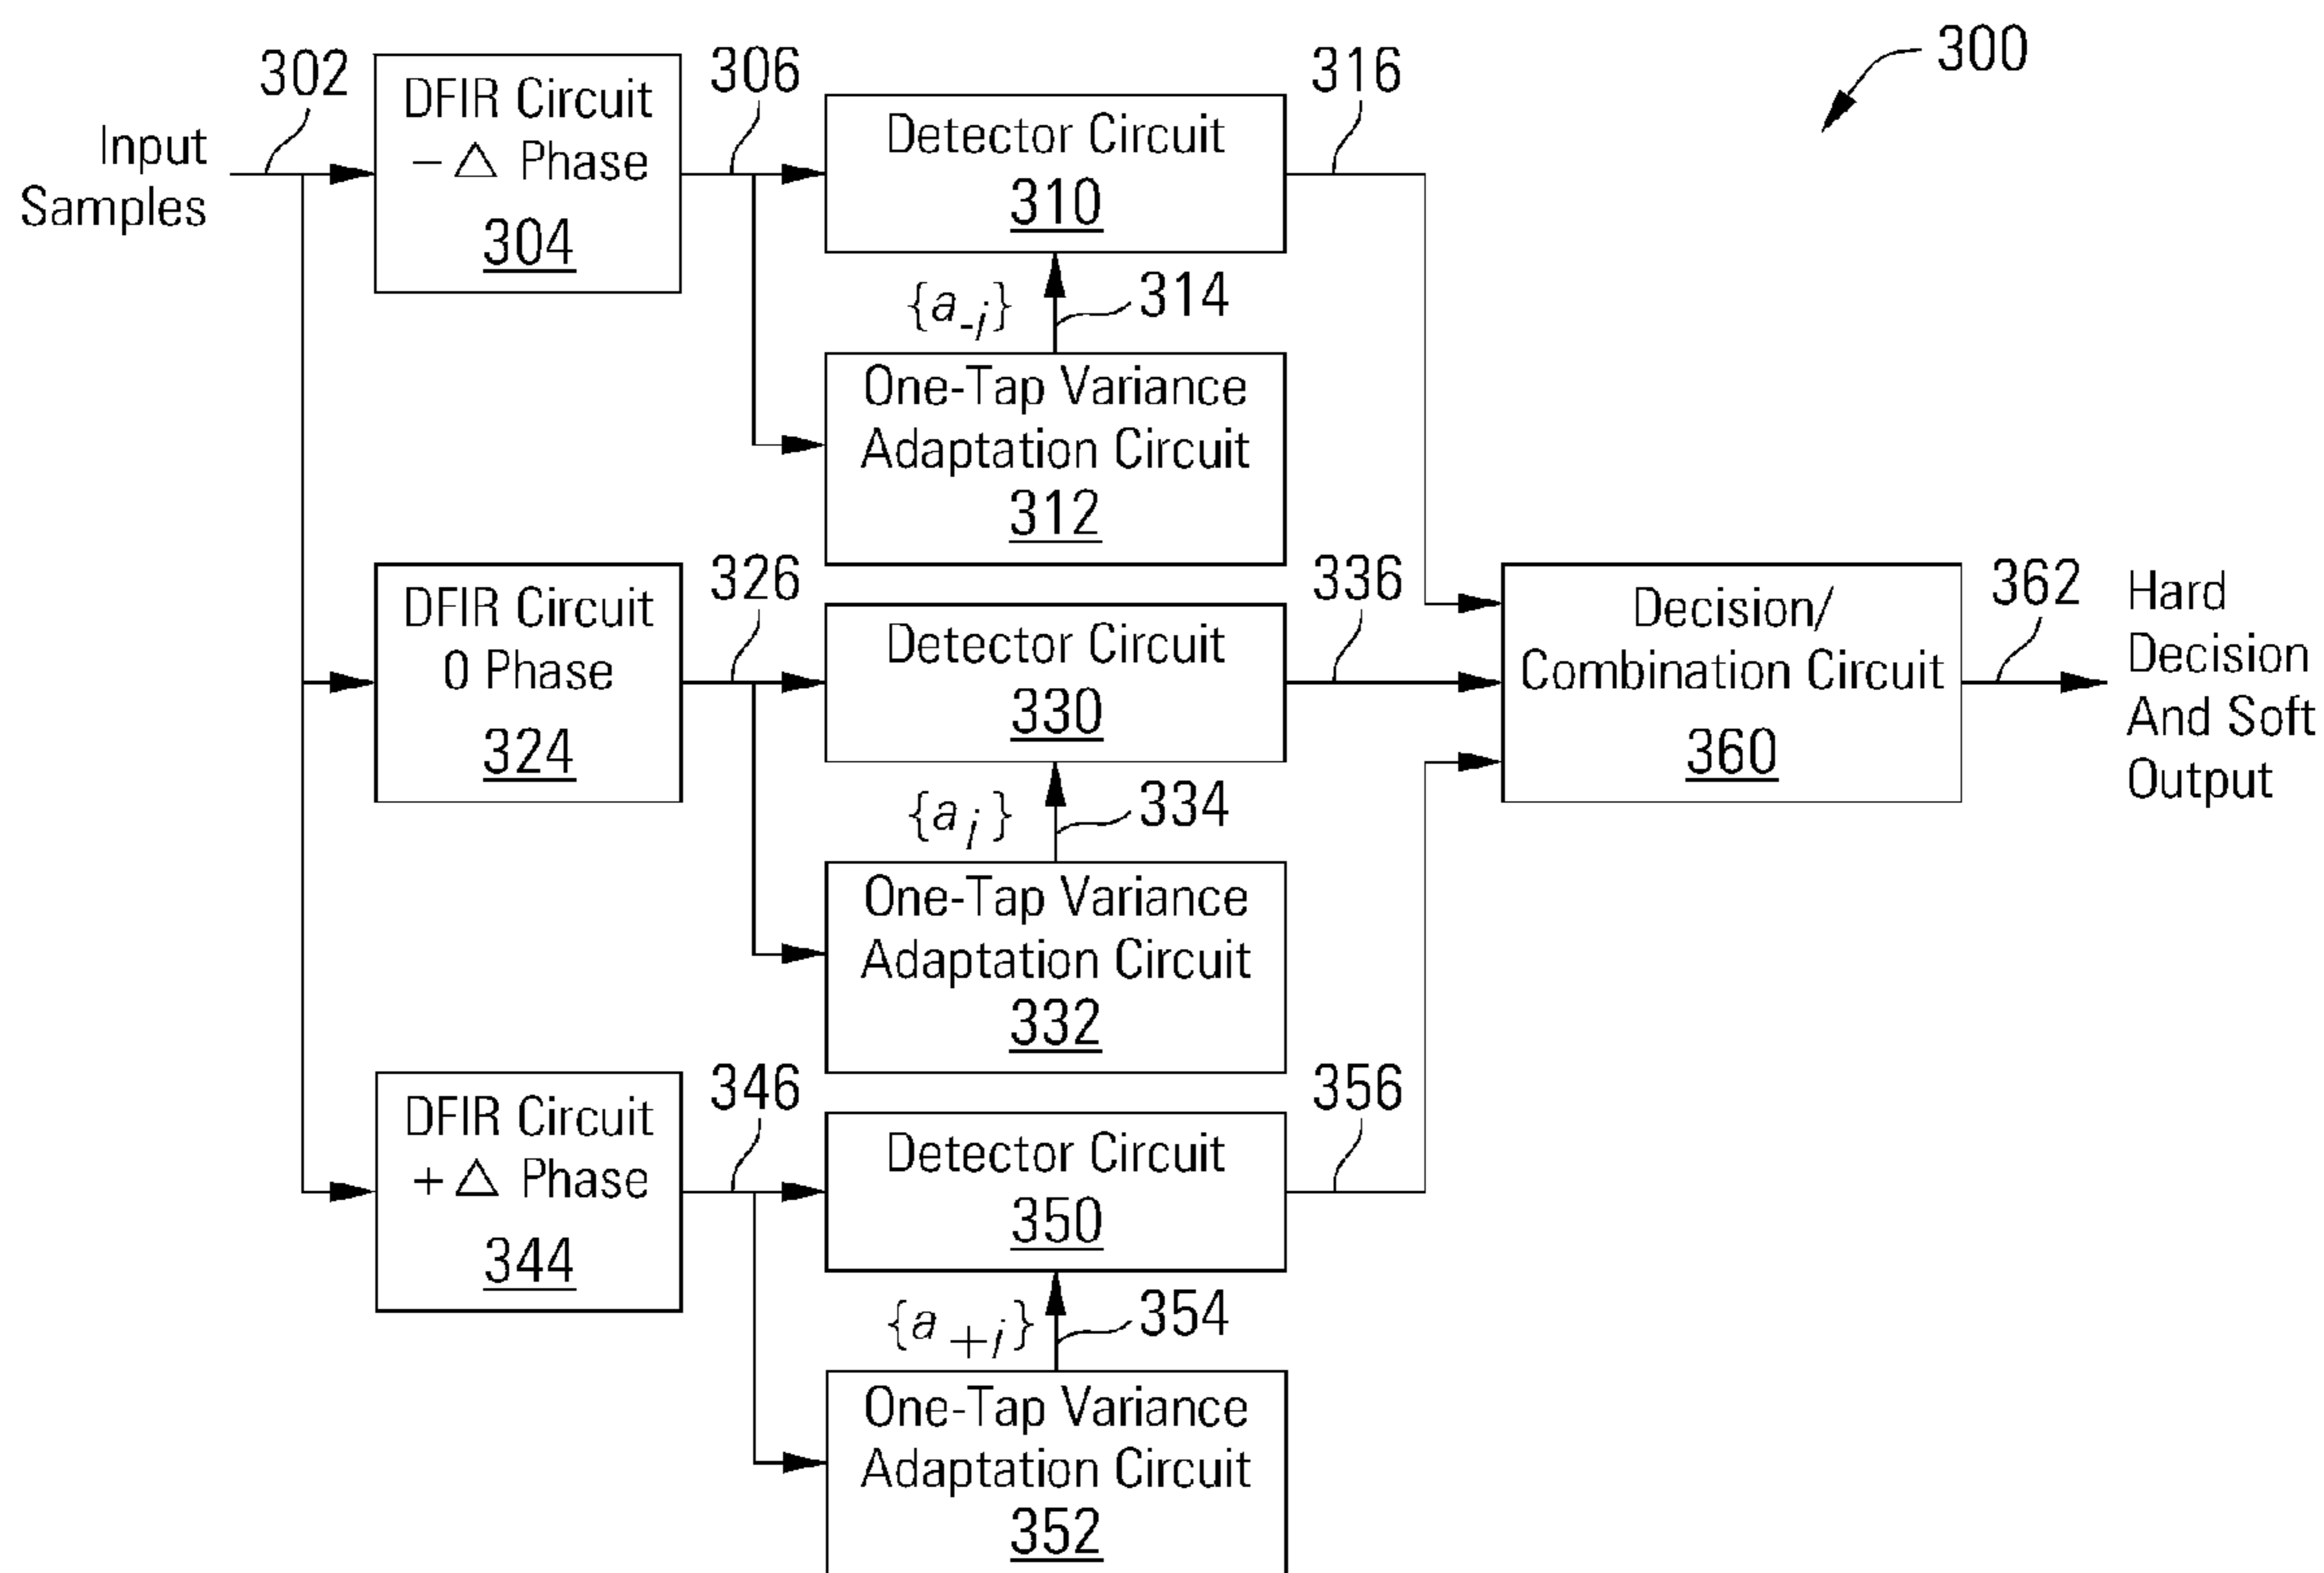 300
302
Input
Samples
DFIR Circuit
− △ Phase
304
306
Detector Circuit
310
316
{a-i}
314
One-Tap Variance
Adaptation Circuit
312
DFIR Circuit
0 Phase
324
326
Detector Circuit
330
336
{ai}
334
One-Tap Variance
Adaptation Circuit
332
DFIR Circuit
+ △ Phase
344
346
Detector Circuit
350
356
{a+i}
354
One-Tap Variance
Adaptation Circuit
352
Decision/
Combination Circuit
360
362
Hard
Decision
And Soft
Output